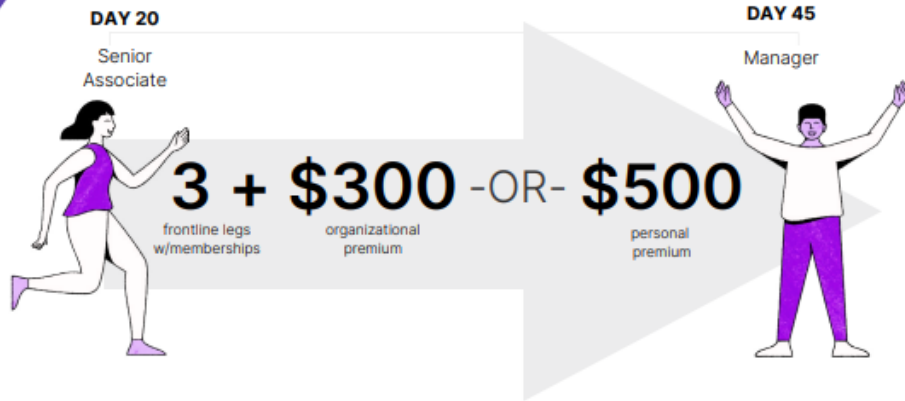 DAY 20
DAY 45
Senior
Associate
Manager
3 + $300 -OR- $500
frontline legs
w/memberships
organizational
premium
personal
premium